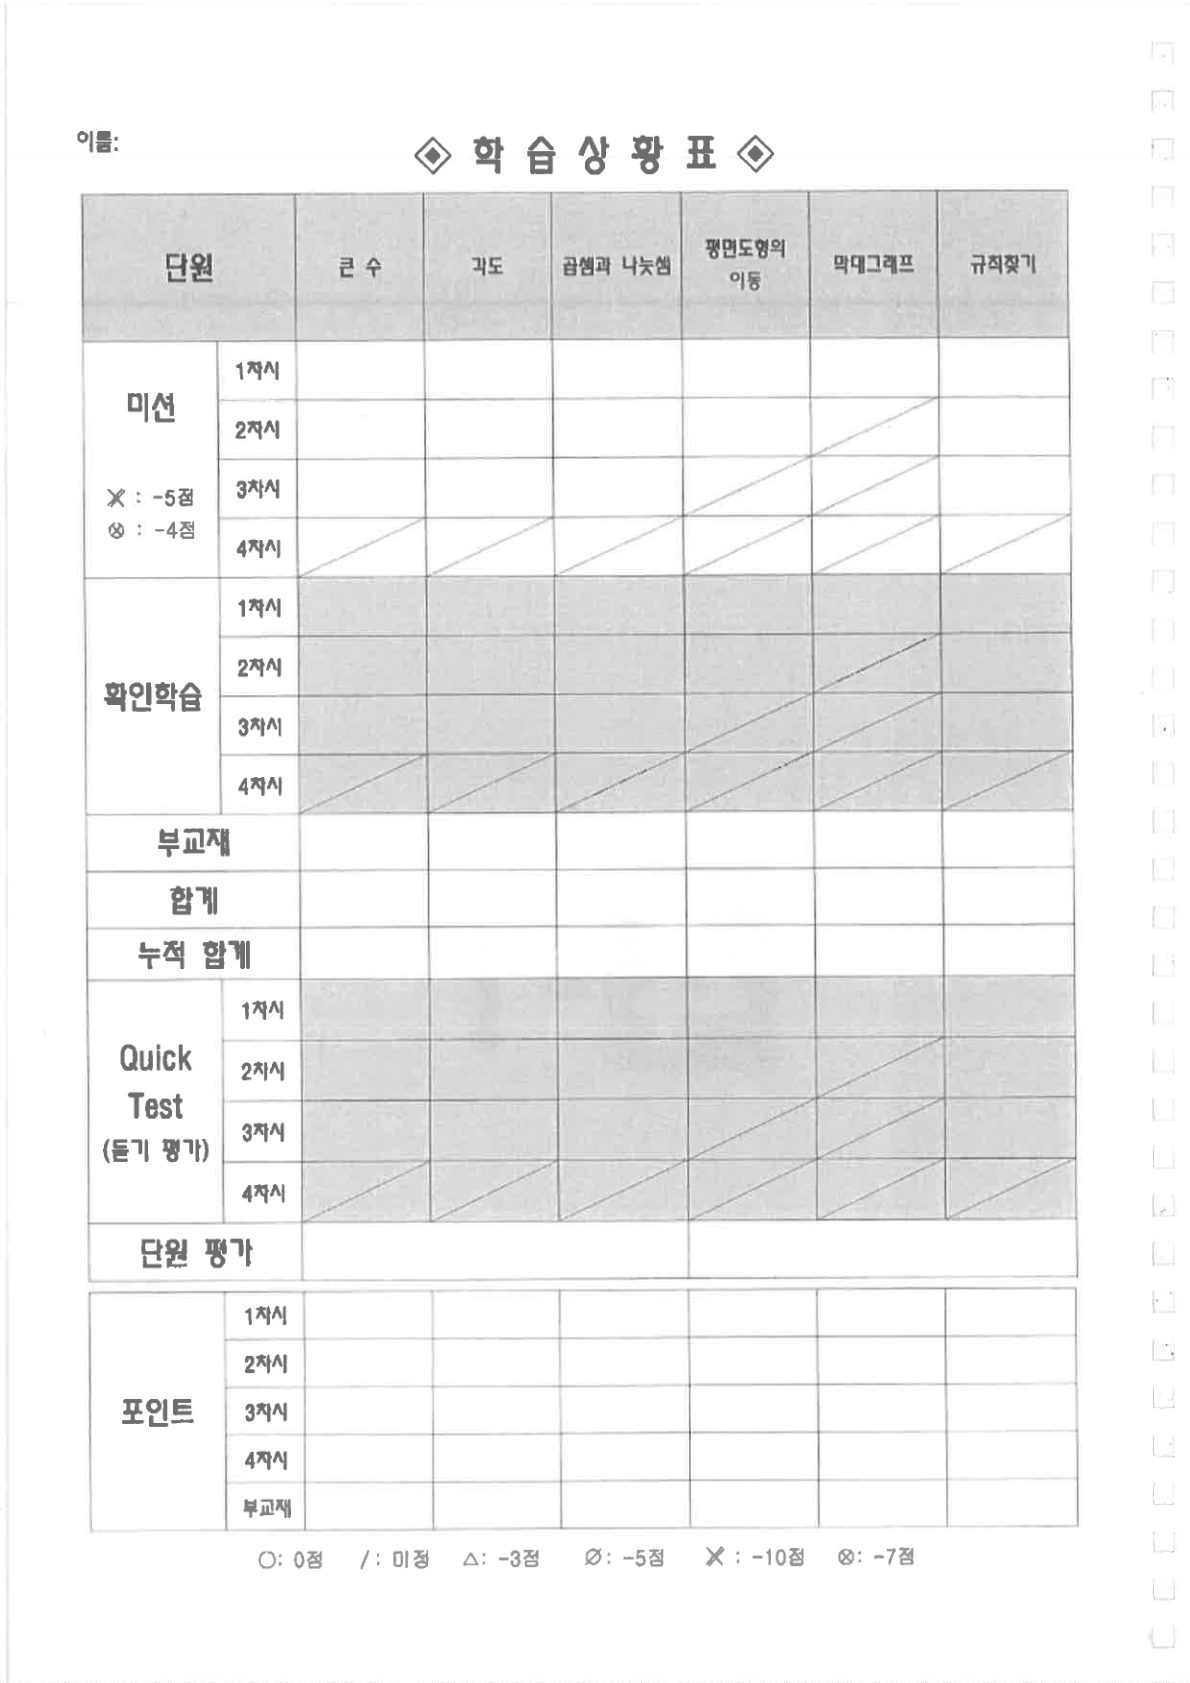 이름:
◈ 학 습 상 황 표 ◈
단원 큰 수 각도 곱셈과 나눗셈 평면도형의 이동 막대그래프 규칙찾기
미션
X : -5점
⊗ : -4점
1차시
2차시
3차시
4차시
확인학습
1차시
2차시
3차시
4차시
부교재
합계
누적 합계
Quick
Test
(듣기 평가)
1차시
2차시
3차시
4차시
단원 평가
포인트
1차시
2차시
3차시
4차시
부교재
○: 0점 /: 미정 △: -3점 Ø: -5점 X : -10점 ⊗: -7점